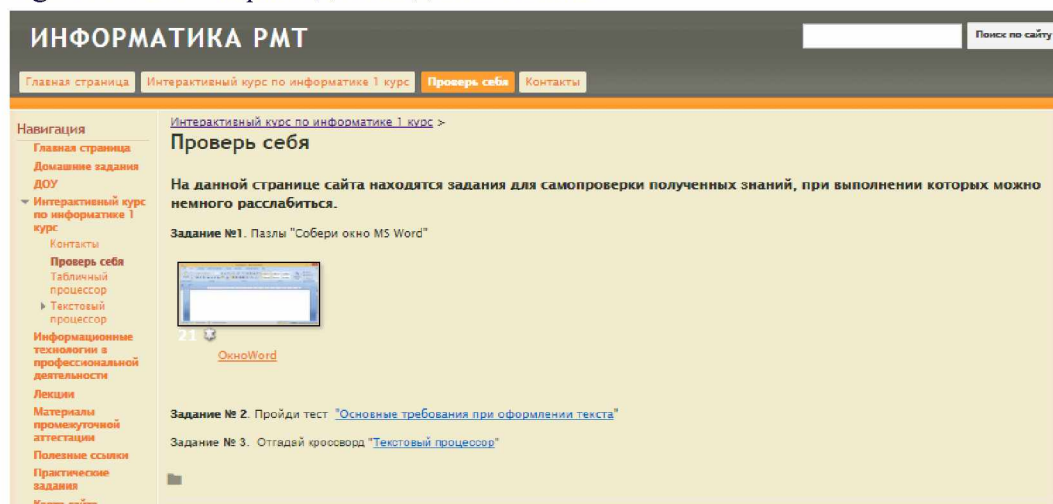 ИНФОРМАТИКА РМТ
Поиск по сайту
Главная страница
Интерактивный курс по информатике 1 курс
Проверь себя
Контакты
Навигация
Главная страница
Домашние задания
ДОУ
Интерактивный курс
по информатике 1
курс
Контакты
Проверь себя
Табличный
процессор
Текстовый
процессор
Информационные
технологии в
профессиональной
деятельности
Лекции
Материалы
промежуточной
аттестации
Полезные ссылки
Практические
задания
Интерактивный курс по информатике 1 курс >
Проверь себя
На данной странице сайта находятся задания для самопроверки полученных знаний, при выполнении которых можно
немного расслабиться.
Задание №1. Пазлы "Собери окно MS Word"
21
ОкноWord
Задание № 2. Пройди тест "Основные требования при оформлении текста"
Задание № 3. Отгадай кроссворд "Текстовый процессор"